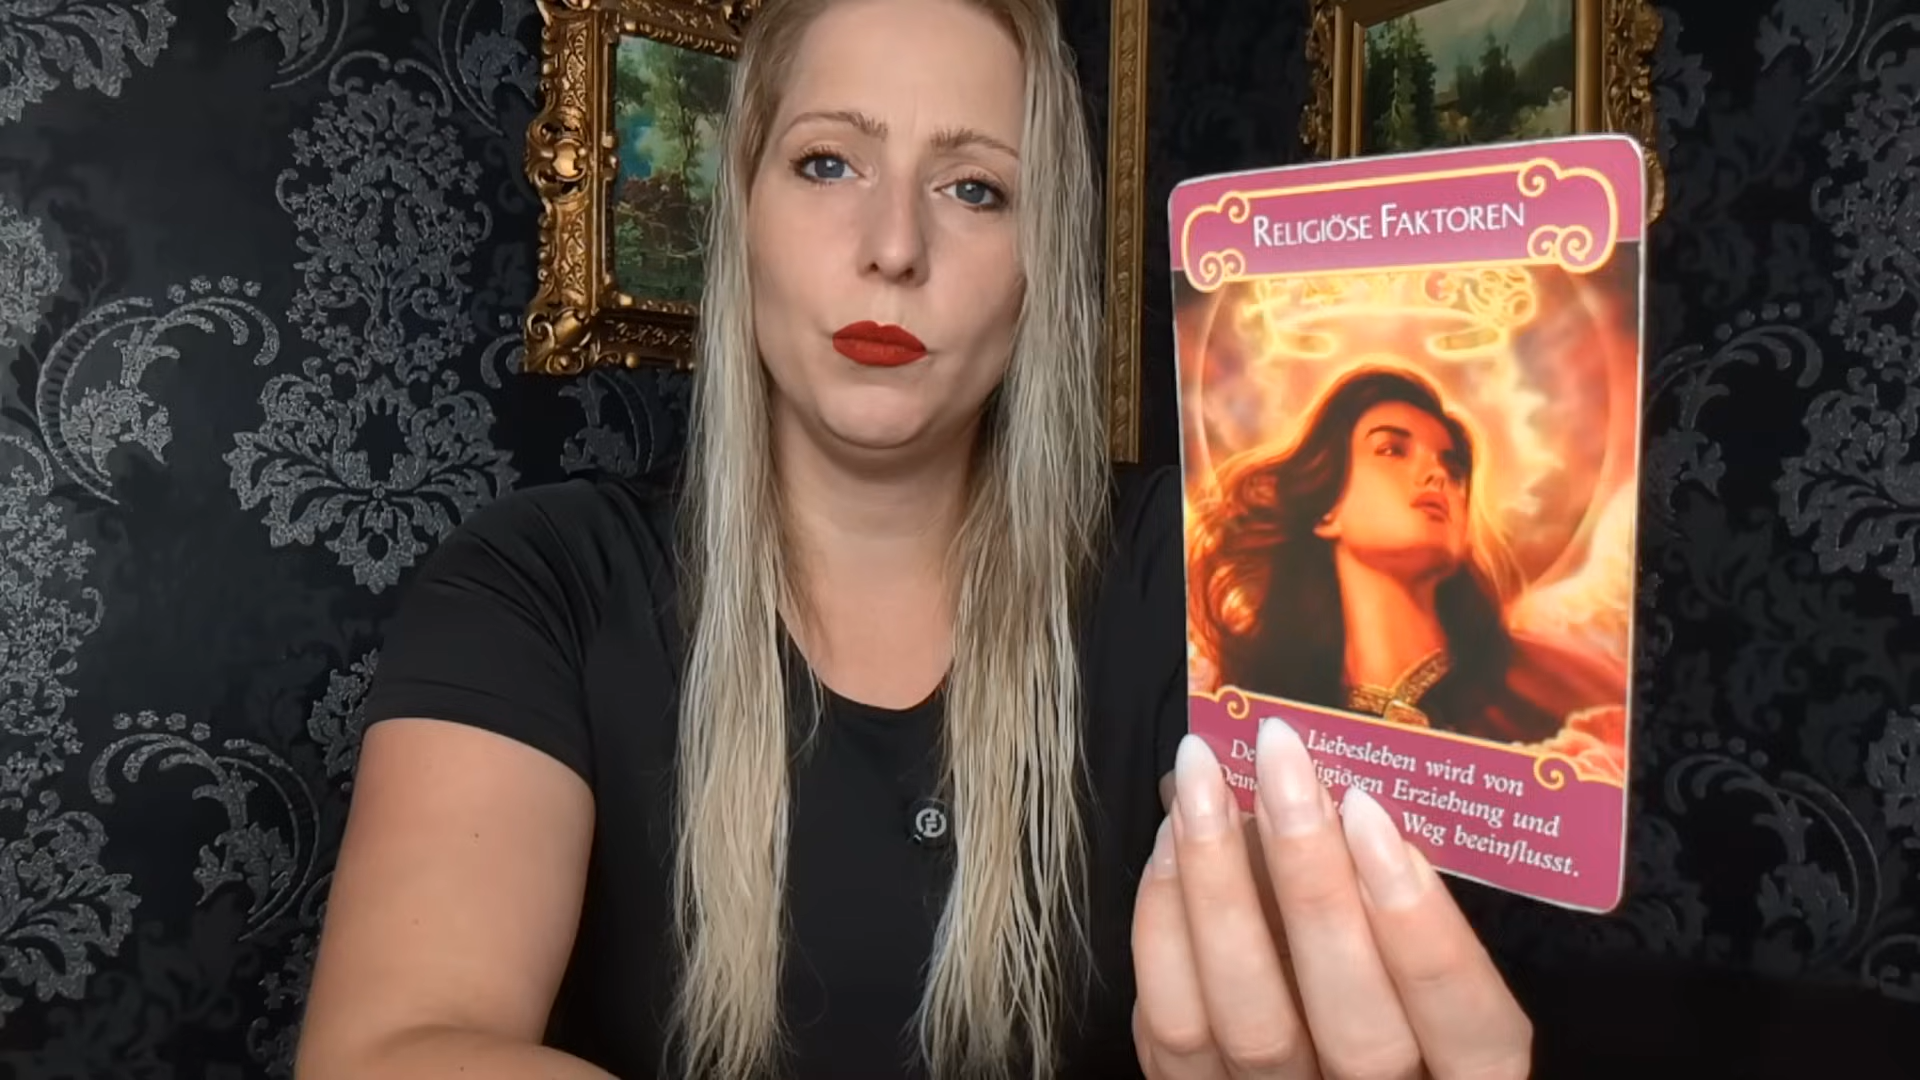 RELIGIÖSE FAKTOREN
Liebesleben wird von
Erziehung und
Weg beeinflusst.